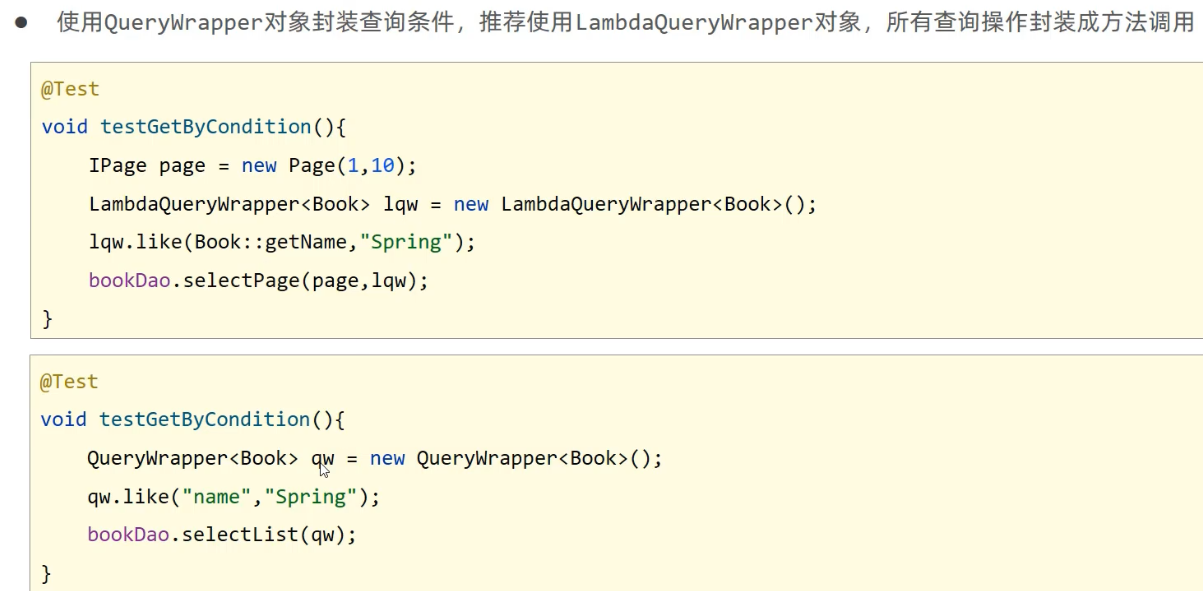 ● 使用QueryWrapper对象封装查询条件，推荐使用LambdaQueryWrapper对象，所有查询操作封装成方法调用
@Test
void testGetByCondition(){
    IPage page = new Page(1,10);
    LambdaQueryWrapper<Book> lqw = new LambdaQueryWrapper<Book>();
    lqw.like(Book::getName,"Spring");
    bookDao.selectPage(page,lqw);
}
@Test
void testGetByCondition(){
    QueryWrapper<Book> qw = new QueryWrapper<Book>();
    qw.like("name","Spring");
    bookDao.selectList(qw);
}